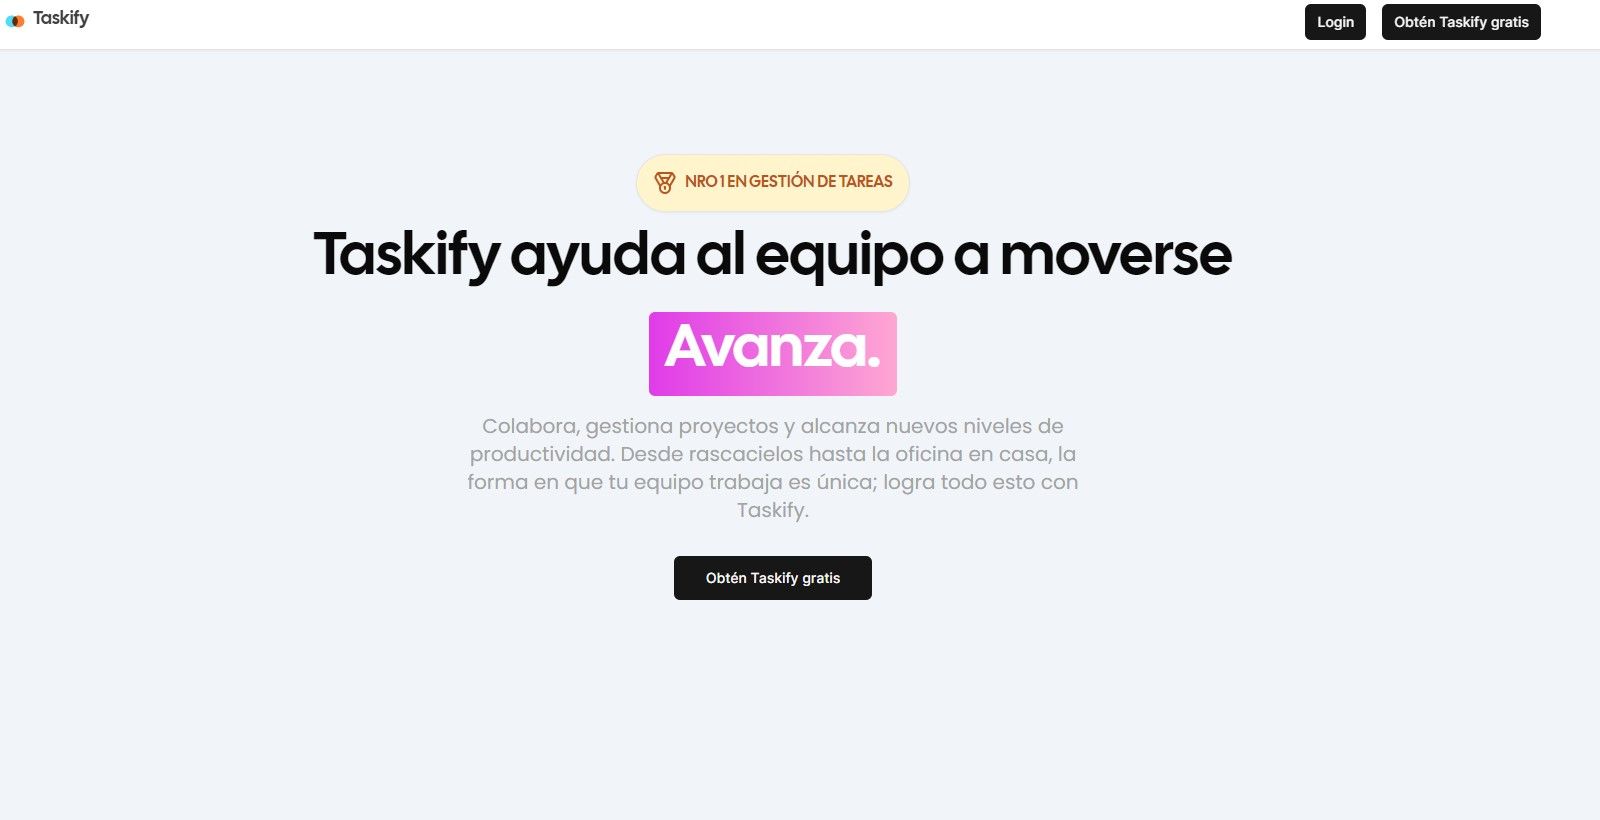 Taskify
Login
Obtén Taskify gratis
NRO 1 EN GESTIÓN DE TAREAS
Taskify ayuda al equipo a moverse
Avanza.
Colabora, gestiona proyectos y alcanza nuevos niveles de
productividad. Desde rascacielos hasta la oficina en casa, la
forma en que tu equipo trabaja es única; logra todo esto con
Taskify.
Obtén Taskify gratis